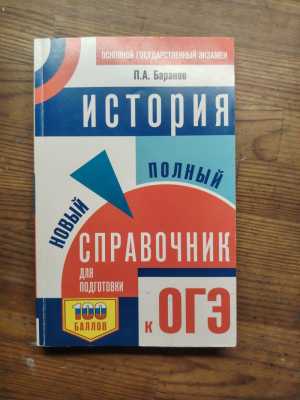 ОСНОВНОЙ ГОСУДАРСТВЕННЫЙ ЭКЗАМЕН
П.А. Баранов
ИСТОРИЯ
НОВЫЙ
ПОЛНЫЙ
СПРАВОЧНИК
ДЛЯ
ПОДГОТОВКИ
к ОГЭ
100
БАЛЛОВ